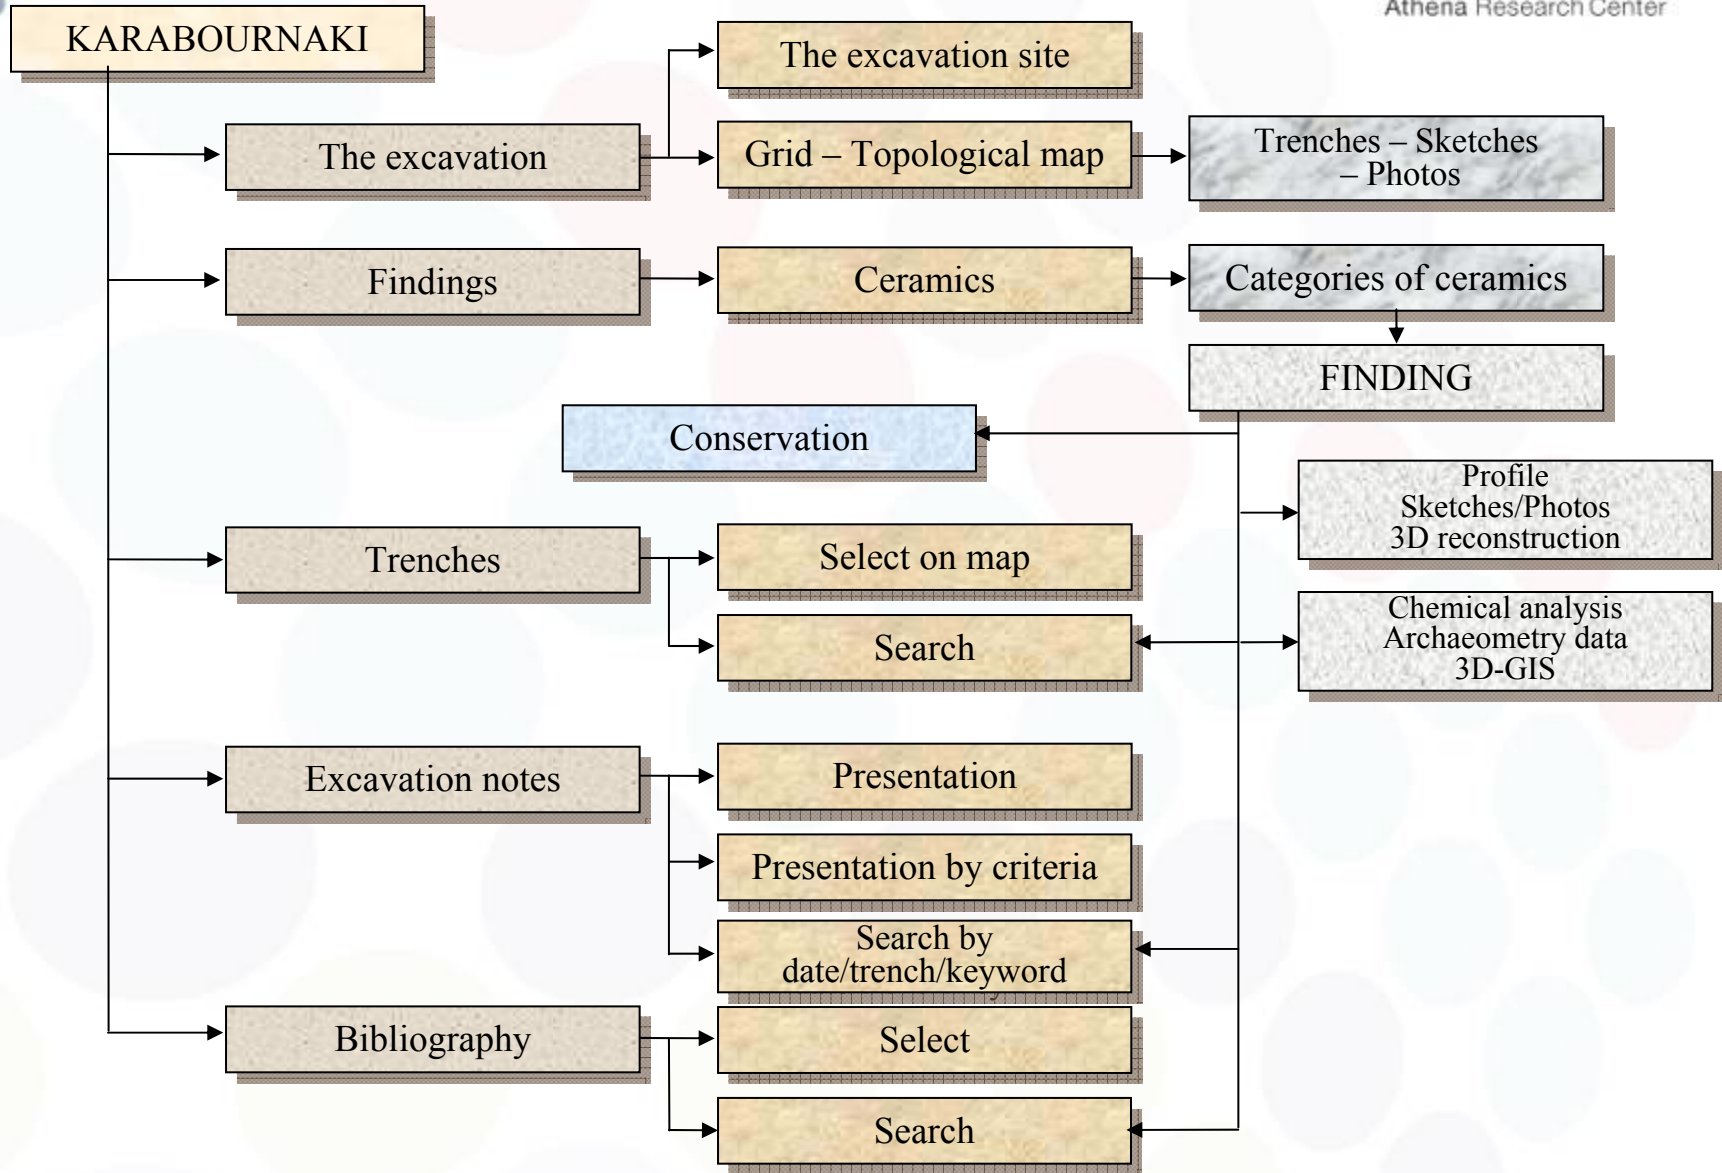 Athena Research Center
KARABOURNAKI
The excavation site
The excavation
Grid – Topological map
Trenches – Sketches
– Photos
Findings
Ceramics
Categories of ceramics
FINDING
Conservation
Profile
Sketches/Photos
3D reconstruction
Trenches
Select on map
Search
Chemical analysis
Archaeometry data
3D-GIS
Excavation notes
Presentation
Presentation by criteria
Search by
date/trench/keyword
Bibliography
Select
Search